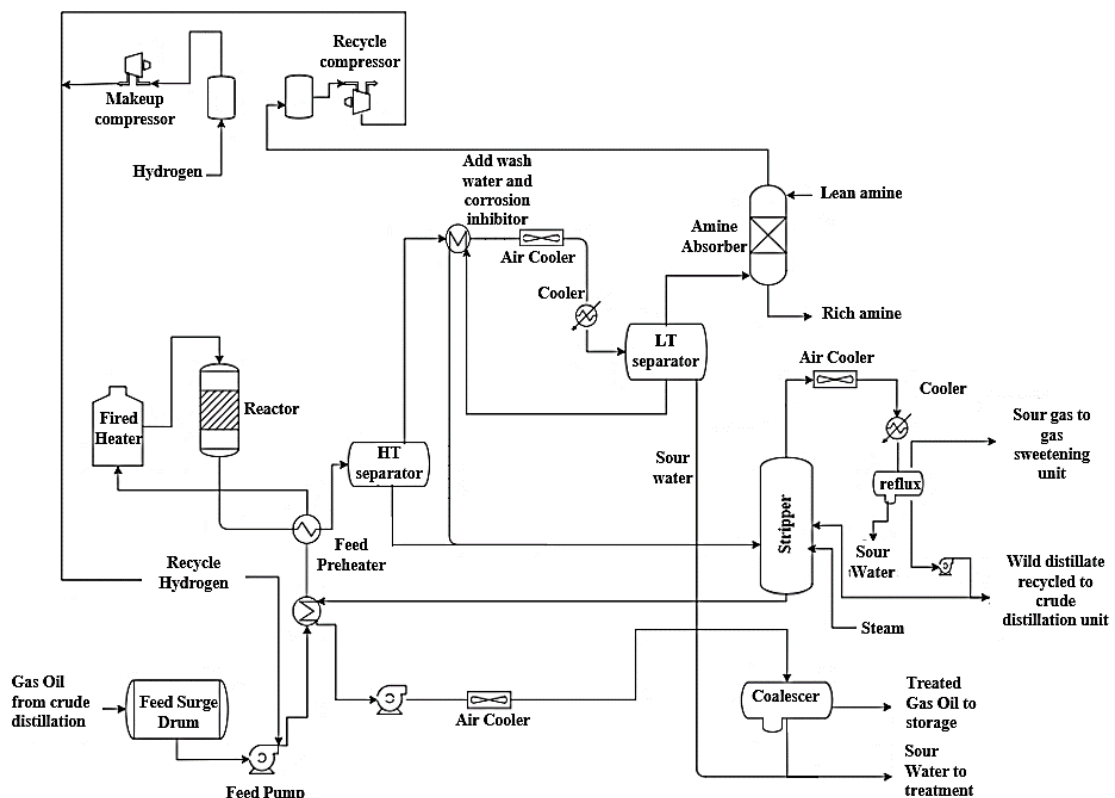 Recycle
compressor
Makeup
compressor
Hydrogen
Add wash
water and
corrosion
inhibitor
Lean amine
Amine
Absorber
Air Cooler
Cooler
Rich amine
LT
separator
Air Cooler
Cooler
Fired
Heater
Reactor
HT
separator
Sour
water
Sour gas to
gas
sweetening
unit
reflux
Stripper
Feed
Preheater
Sour
Water
Recycle
Hydrogen
Wild distillate
recycled to
crude
distillation unit
Steam
Gas Oil
from crude
distillation
Feed Surge
Drum
Air Cooler
Coalescer
Treated
Gas Oil to
storage
Sour
Water to
treatment
Feed Pump